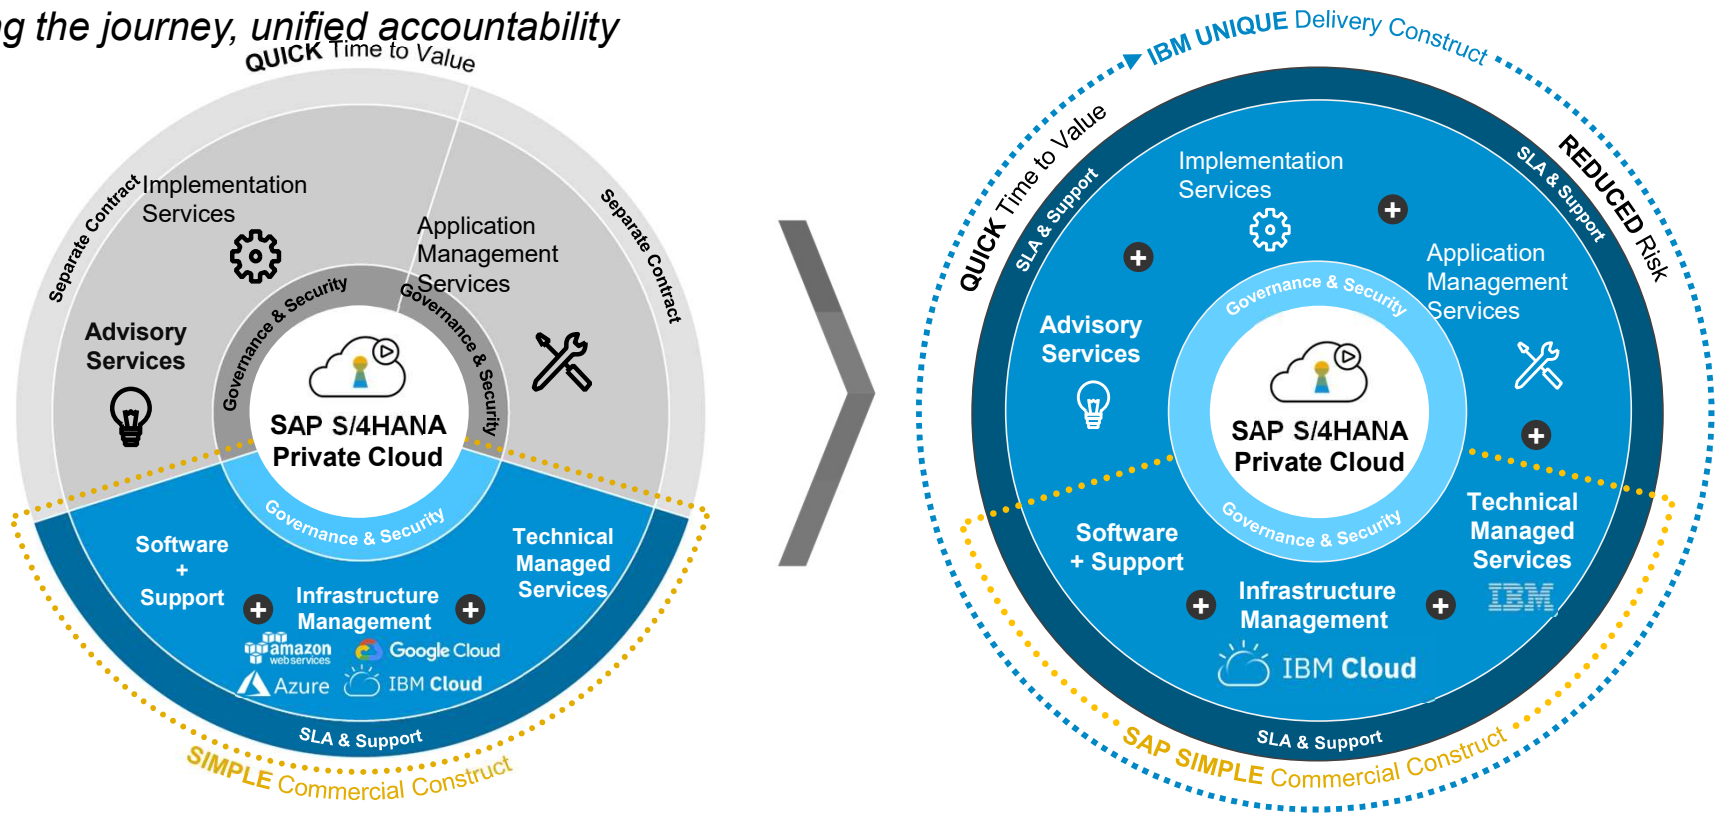 ng the journey, unified accountability
QUICK Time to Value
Separate Contract
Implementation
Services
Application
Management
Services
Separate Contract
Advisory
Services
Governance & Security
Governance & Security
SAP S/4HANA
Private Cloud
Governance & Security
Software
+
Support
+
Infrastructure
Management
+
Technical
Managed
Services
amazon
webservices
Google Cloud
Azure
IBM Cloud
SLA & Support
SIMPLE Commercial Construct
IBM UNIQUE Delivery Construct
QUICK Time to Value
REDUCED Risk
SLA & Support
SLA & Support
Implementation
Services
+
+
Application
Management
Services
Advisory
Services
Governance & Security
SAP S/4HANA
Private Cloud
Governance & Security
+
Software
+ Support
+
Infrastructure
Management
+
Technical
Managed
Services
IBM
IBM Cloud
SLA & Support
SAP SIMPLE Commercial Construct